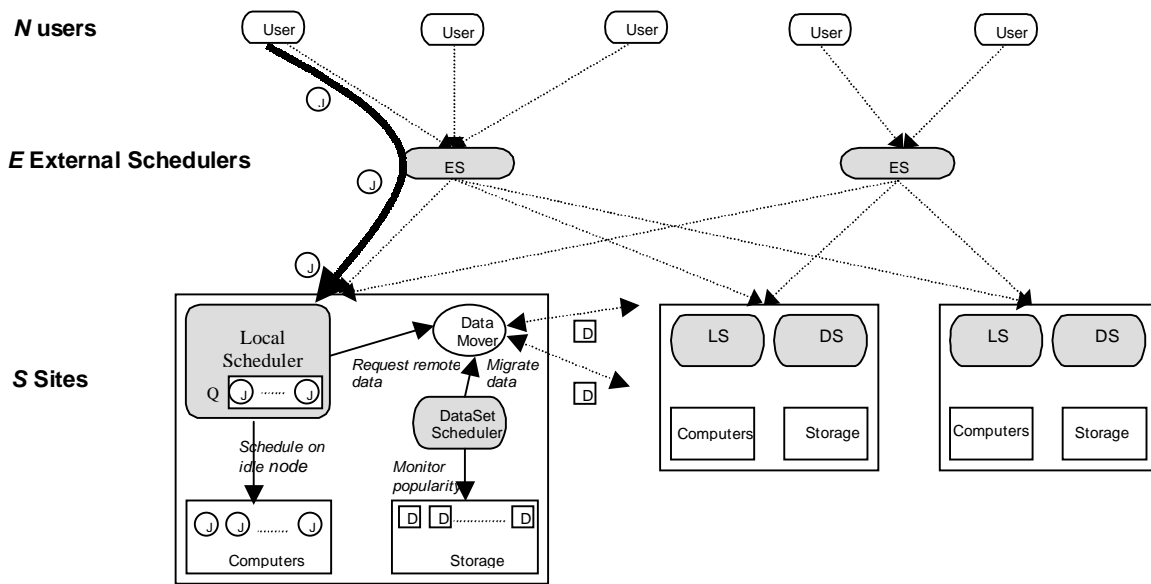 N users
User
User
User
User
User
J
E External Schedulers
ES
ES
J
J
Local
Scheduler
Q
J ........ J
Data
Mover
Request remote
data
Migrate
data
D
D
S Sites
DataSet
Scheduler
Schedule on
idle node
Monitor
popularity
J J ......... J
Computers
D D ............... D
Storage
LS
DS
Computers
Storage
LS
DS
Computers
Storage